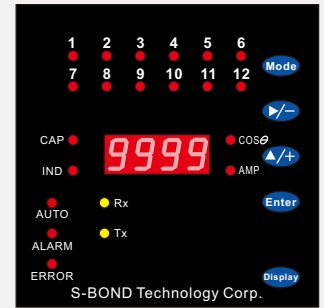 1 2 3 4 5 6
Mode
7 8 9 10 11 12
▶/−
CAP 9999 COSθ
▲/+
IND AMP
Rx Enter
AUTO
Tx
ALARM
ERROR Display
S-BOND Technology Corp.